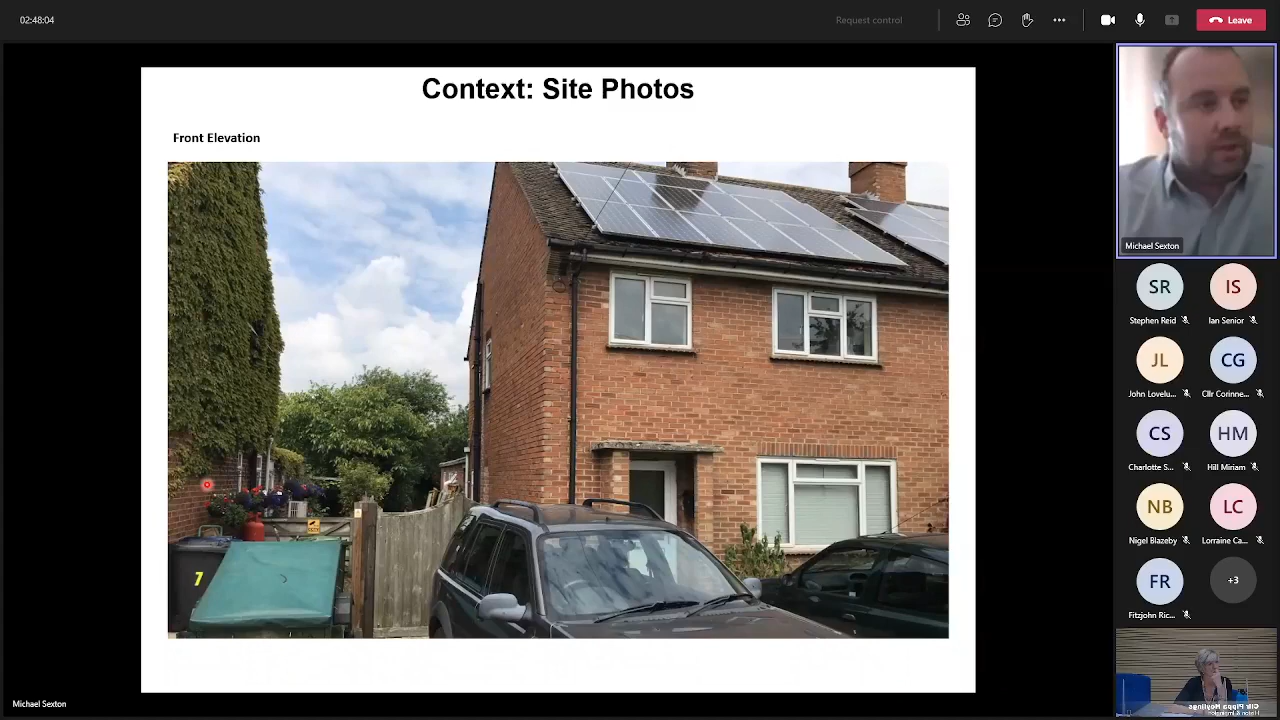 02:48:04
Request control
Leave
Context: Site Photos
Front Elevation
7
Michael Sexton
SR
IS
Stephen Reid
Ian Senior
JL
CG
John Lovelu...
Cllr Corinne...
CS
HM
Charlotte S...
Hill Miriam
NB
LC
Nigel Blazeby
Lorraine Ca...
FR
+3
Fitzjohn Ric...
Michael Sexton